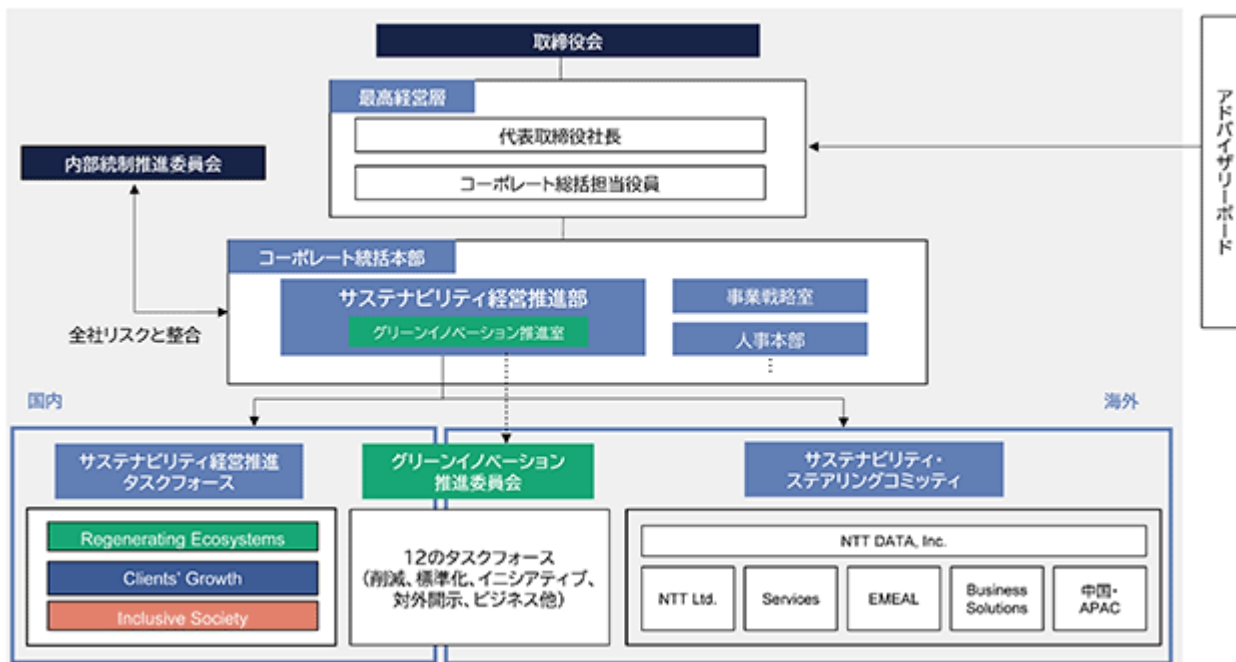 取締役会
最高経営層
代表取締役社長
コーポレート総括担当役員
アドバイザリーボード
内部統制推進委員会
全社リスクと整合
コーポレート統括本部
サステナビリティ経営推進部
グリーンイノベーション推進室
事業戦略室
人事本部
⋮
国内
海外
サステナビリティ経営推進
タスクフォース
Regenerating Ecosystems
Clients' Growth
Inclusive Society
グリーンイノベーション
推進委員会
12のタスクフォース
(削減、標準化、イニシアティブ、
対外開示、ビジネス他)
サステナビリティ・
ステアリングコミッティ
NTT DATA, Inc.
NTT Ltd.
Services
EMEAL
Business
Solutions
中国・
APAC